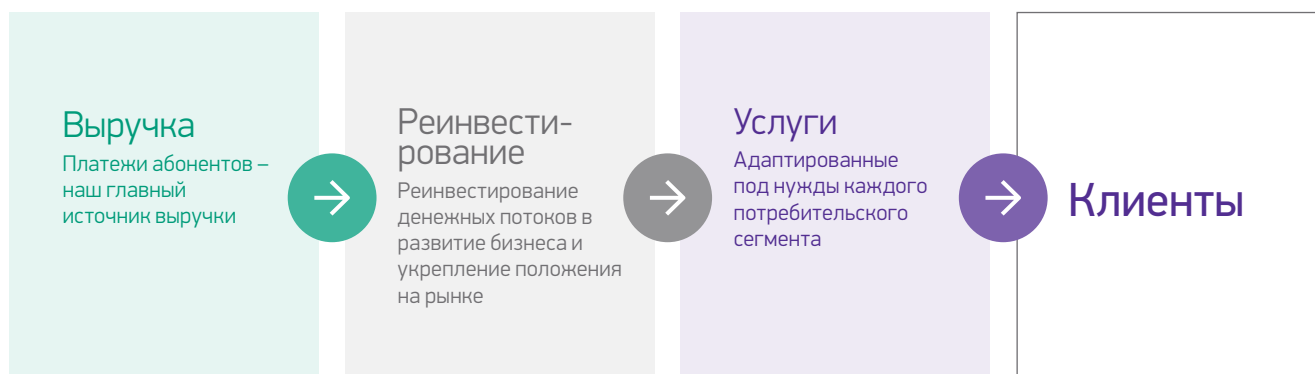 Выручка
Платежи абонентов –
наш главный
источник выручки
Реинвести-
рование
Реинвестирование
денежных потоков в
развитие бизнеса и
укрепление положения
на рынке
Услуги
Адаптированные
под нужды каждого
потребительского
сегмента
Клиенты